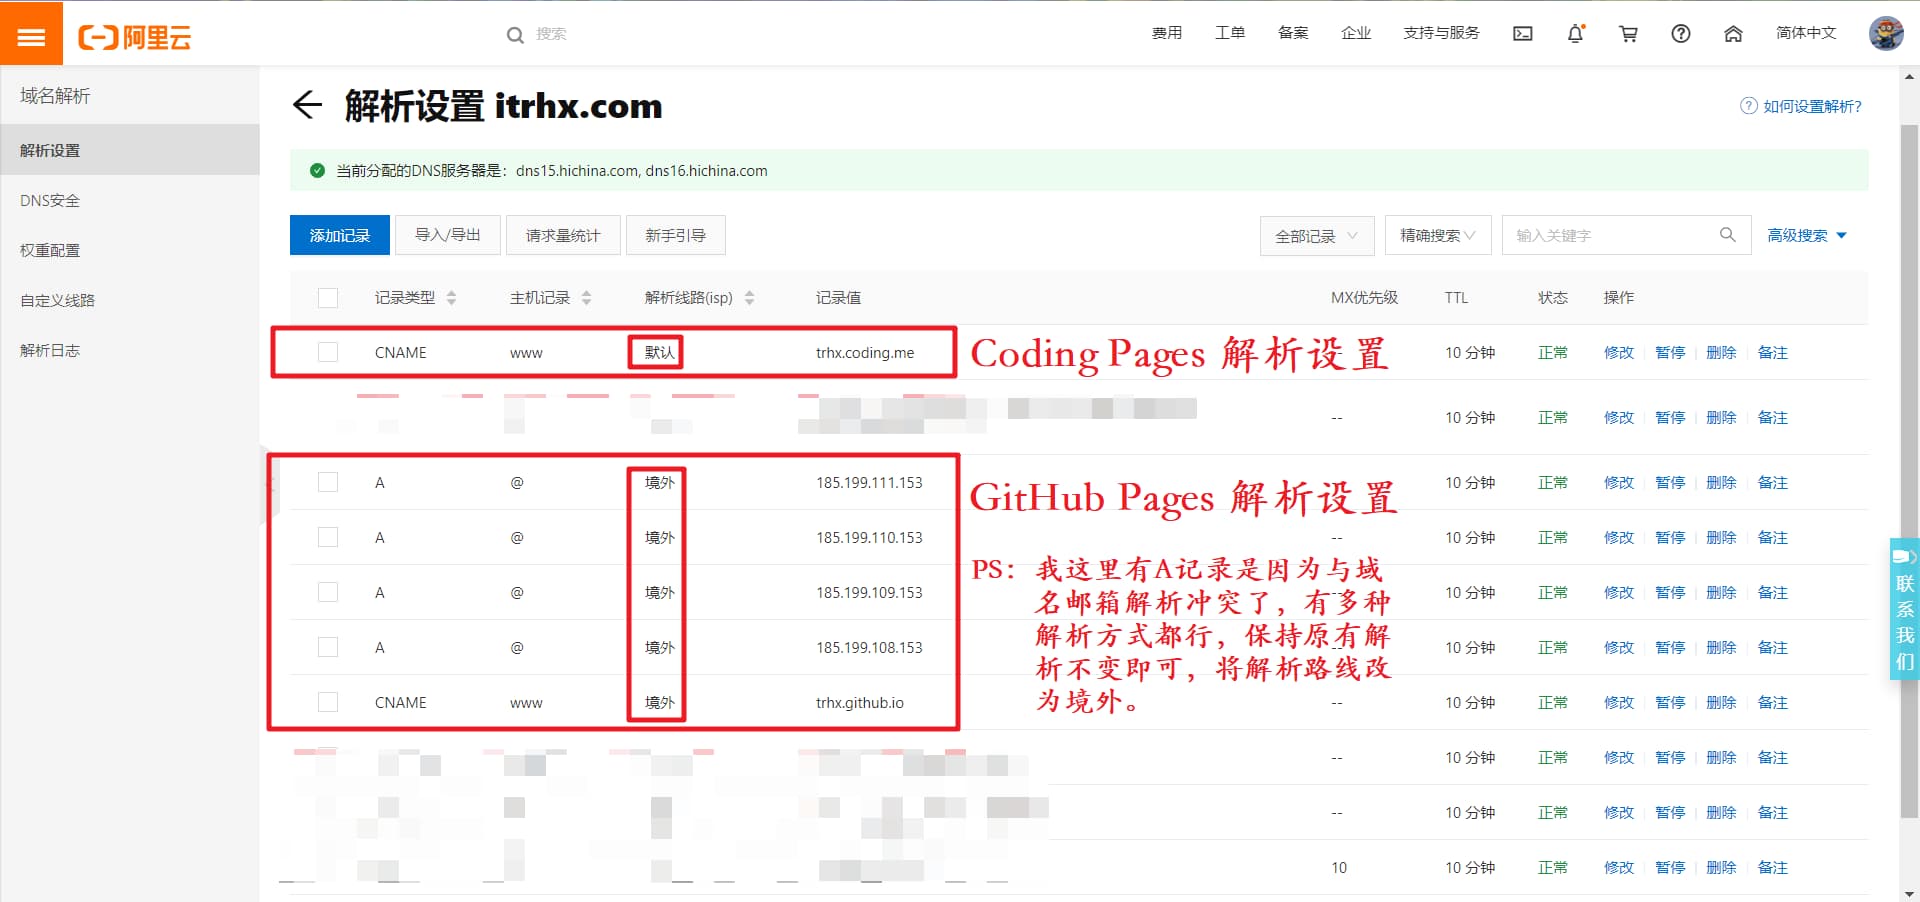 阿里云
搜索
费用 工单 备案 企业 支持与服务 简体中文
域名解析
解析设置
DNS安全
权重配置
自定义线路
解析日志
解析设置 itrhx.com
如何设置解析?
当前分配的DNS服务器是：dns15.hichina.com, dns16.hichina.com
添加记录 导入/导出 请求量统计 新手引导 全部记录 精确搜索 输入关键字 高级搜索
记录类型 主机记录 解析线路(isp) 记录值 MX优先级 TTL 状态 操作
CNAME www 默认 trhx.coding.me 10 分钟 正常 修改 暂停 删除 备注
Coding Pages 解析设置
-- 10 分钟 正常 修改 暂停 删除 备注
A @ 境外 185.199.111.153 10 分钟 正常 修改 暂停 删除 备注
GitHub Pages 解析设置
A @ 境外 185.199.110.153 -- 10 分钟 正常 修改 暂停 删除 备注
A @ 境外 185.199.109.153 -- 10 分钟 正常 修改 暂停 删除 备注
A @ 境外 185.199.108.153 -- 10 分钟 正常 修改 暂停 删除 备注
CNAME www 境外 trhx.github.io -- 10 分钟 正常 修改 暂停 删除 备注
PS：我这里有A记录是因为与域
名邮箱解析冲突了，有多种
解析方式都行，保持原有解
析不变即可，将解析路线改
为境外。
-- 10 分钟 正常 修改 暂停 删除 备注
-- 10 分钟 正常 修改 暂停 删除 备注
10 10 分钟 正常 修改 暂停 删除 备注
联系我们